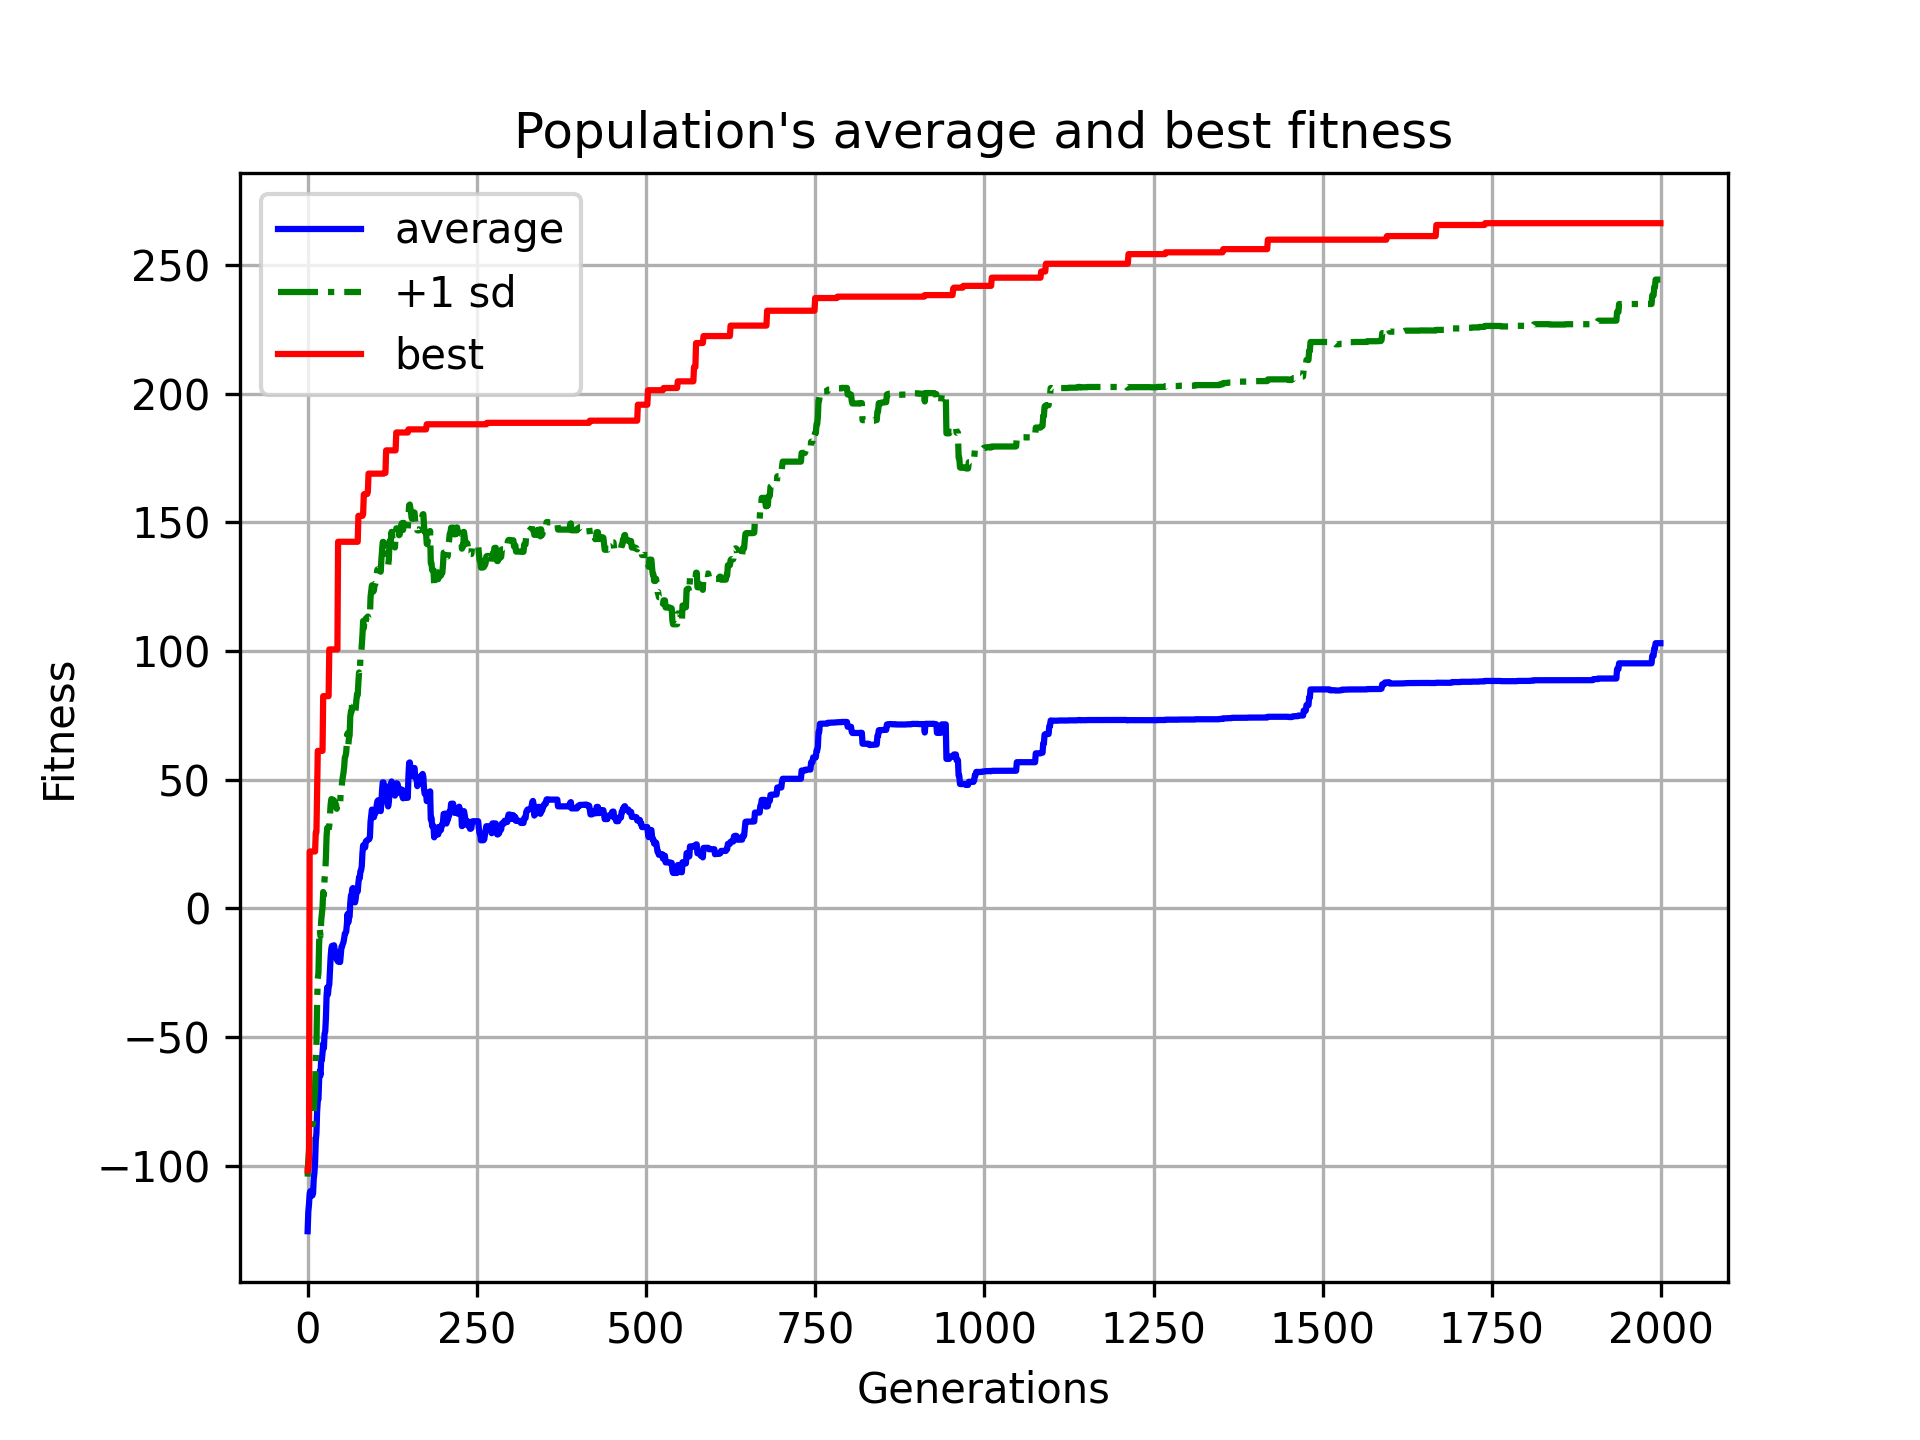 Population's average and best fitness
average
+1 sd
best
250
200
150
100
50
0
−50
−100
Fitness
0 250 500 750 1000 1250 1500 1750 2000
Generations